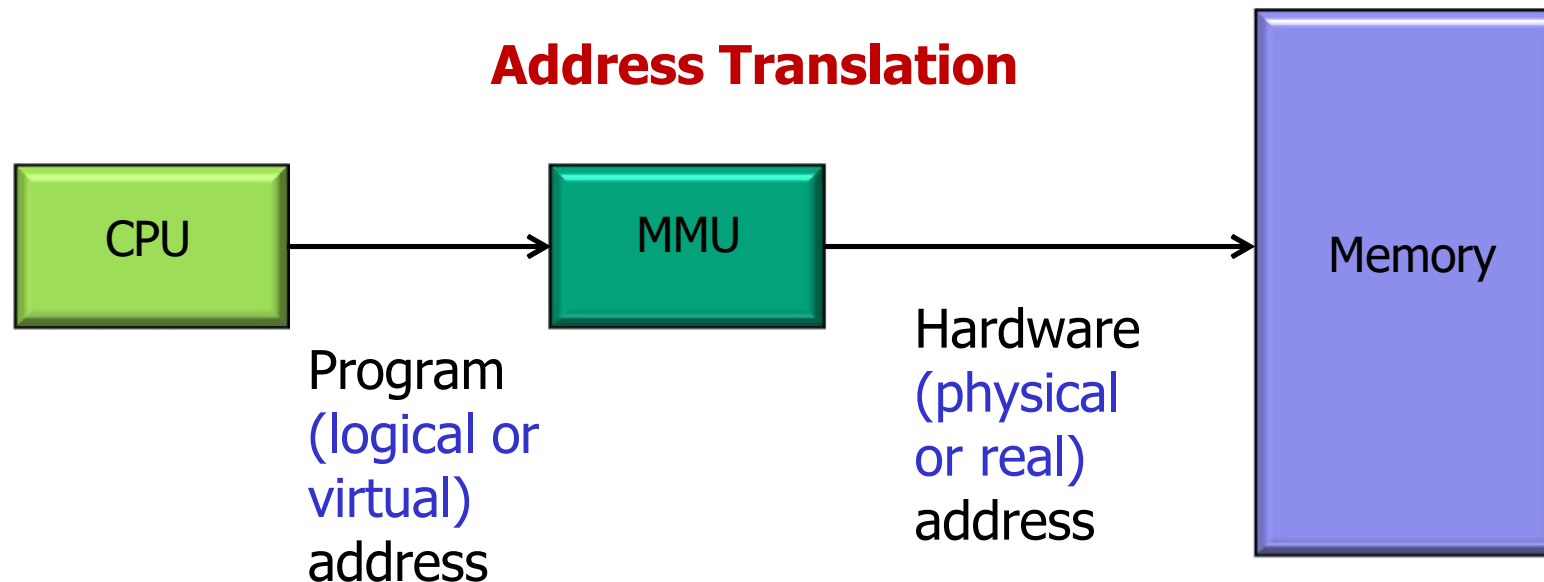 Address Translation
CPU
MMU
Memory
Program
(logical or
virtual)
address
Hardware
(physical
or real)
address